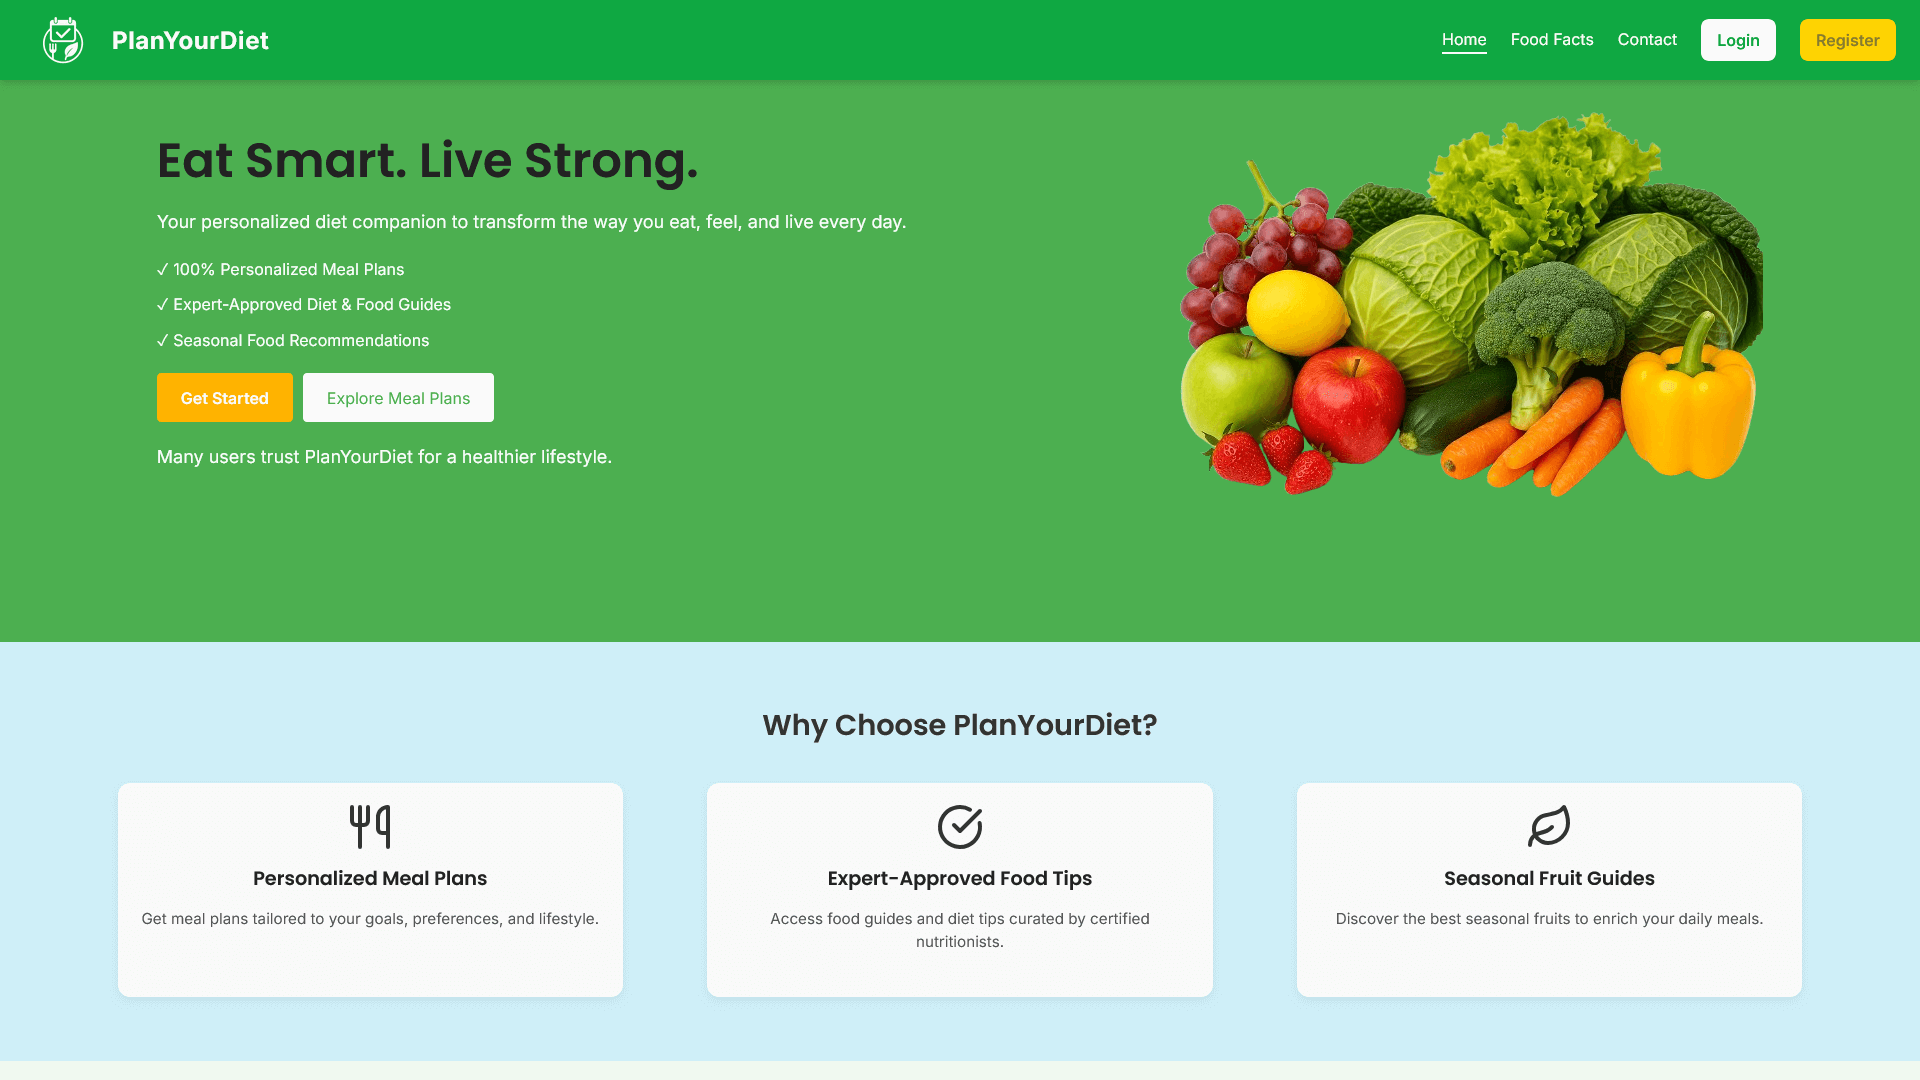 PlanYourDiet
Home
Food Facts
Contact
Login
Register
Eat Smart. Live Strong.
Your personalized diet companion to transform the way you eat, feel, and live every day.
✓ 100% Personalized Meal Plans
✓ Expert-Approved Diet & Food Guides
✓ Seasonal Food Recommendations
Get Started
Explore Meal Plans
Many users trust PlanYourDiet for a healthier lifestyle.
Why Choose PlanYourDiet?
Personalized Meal Plans
Get meal plans tailored to your goals, preferences, and lifestyle.
Expert-Approved Food Tips
Access food guides and diet tips curated by certified
nutritionists.
Seasonal Fruit Guides
Discover the best seasonal fruits to enrich your daily meals.